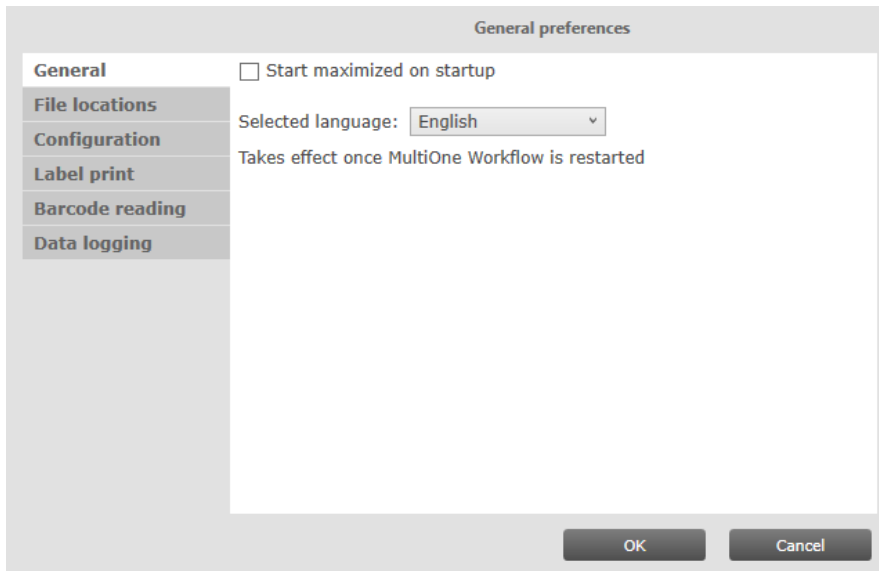 General preferences
General
File locations
Configuration
Label print
Barcode reading
Data logging
Start maximized on startup
Selected language: English
Takes effect once MultiOne Workflow is restarted
OK Cancel